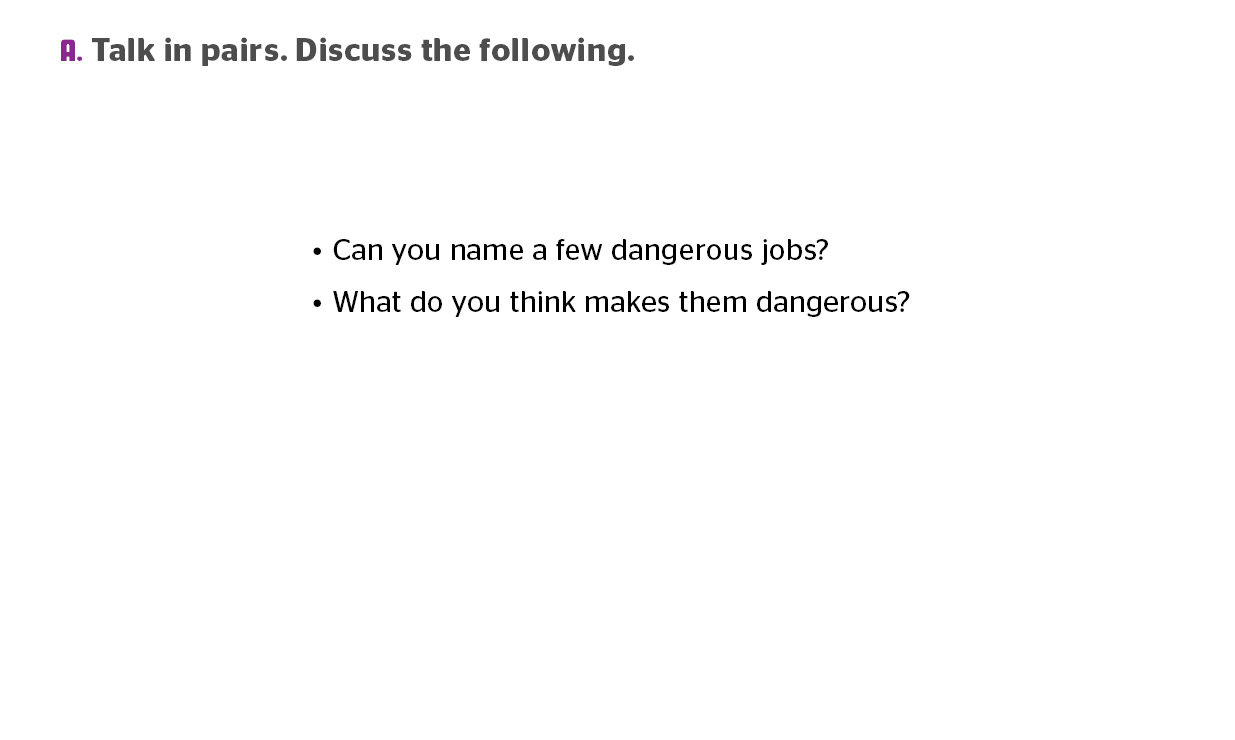 A. Talk in pairs. Discuss the following.
• Can you name a few dangerous jobs?
• What do you think makes them dangerous?